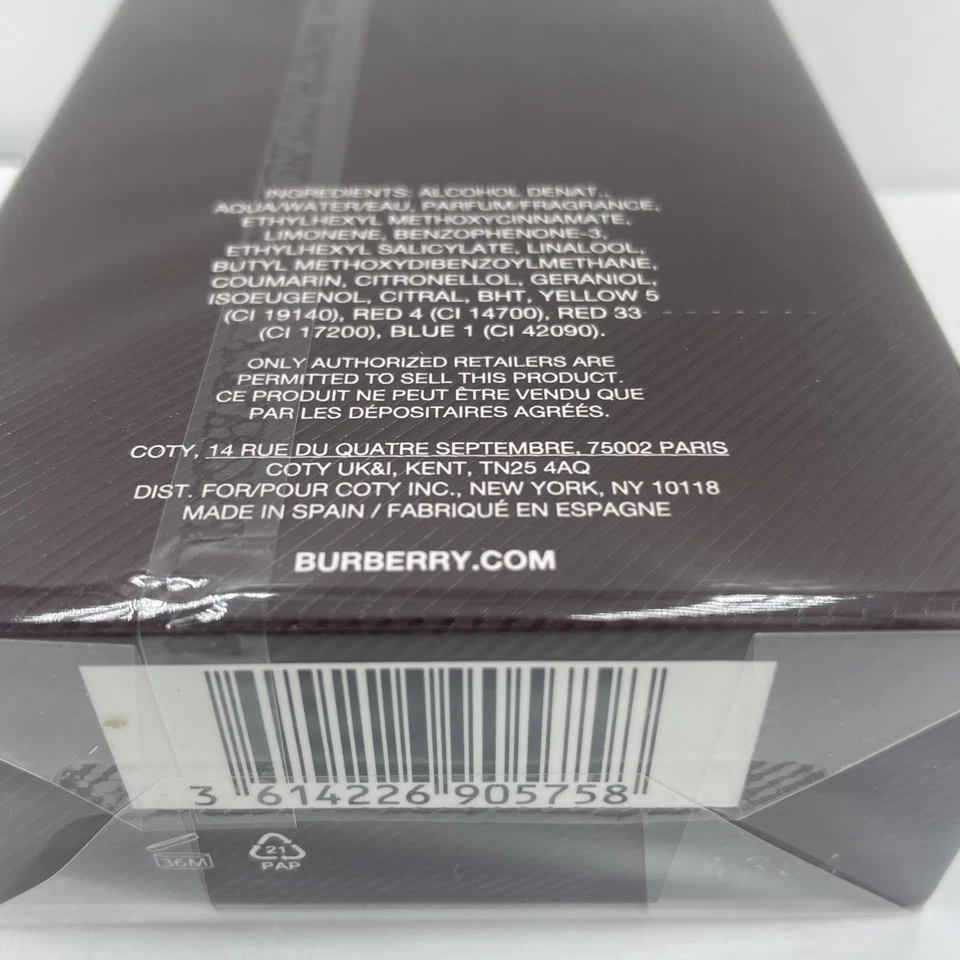 INGREDIENTS: ALCOHOL DENAT.,
AQUA/WATER/EAU, PARFUM/FRAGRANCE,
ETHYLHEXYL METHOXYCINNAMATE,
LIMONENE, BENZOPHENONE-3,
ETHYLHEXYL SALICYLATE, LINALOOL,
BUTYL METHOXYDIBENZOYLMETHANE,
COUMARIN, CITRONELLOL, GERANIOL,
ISOEUGENOL, CITRAL, BHT, YELLOW 5
(CI 19140), RED 4 (CI 14700), RED 33
(CI 17200), BLUE 1 (CI 42090).
ONLY AUTHORIZED RETAILERS ARE
PERMITTED TO SELL THIS PRODUCT.
CE PRODUIT NE PEUT ÊTRE VENDU QUE
PAR LES DÉPOSITAIRES AGRÉÉS.
COTY, 14 RUE DU QUATRE SEPTEMBRE, 75002 PARIS
COTY UK&I, KENT, TN25 4AQ
DIST. FOR/POUR COTY INC., NEW YORK, NY 10118
MADE IN SPAIN / FABRIQUÉ EN ESPAGNE
BURBERRY.COM
3 614226 905758
36M
21
PAP